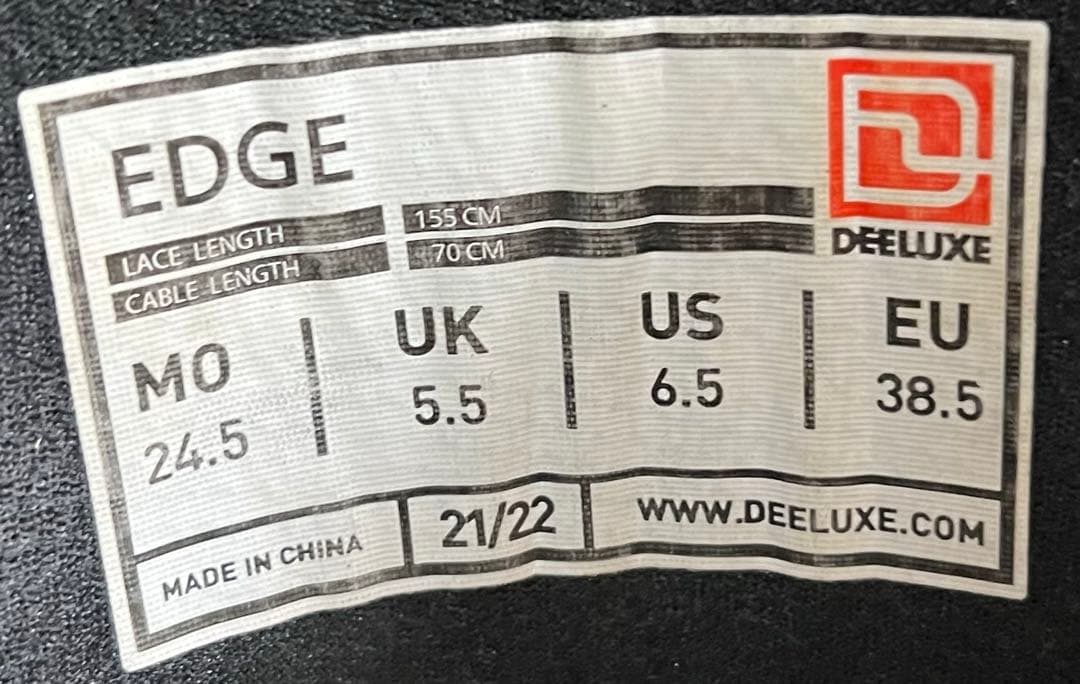 EDGE
DEELUXE
LACE LENGTH 155 CM
CABLE LENGTH 70 CM
MO UK US EU
24.5 5.5 6.5 38.5
MADE IN CHINA 21/22 WWW.DEELUXE.COM